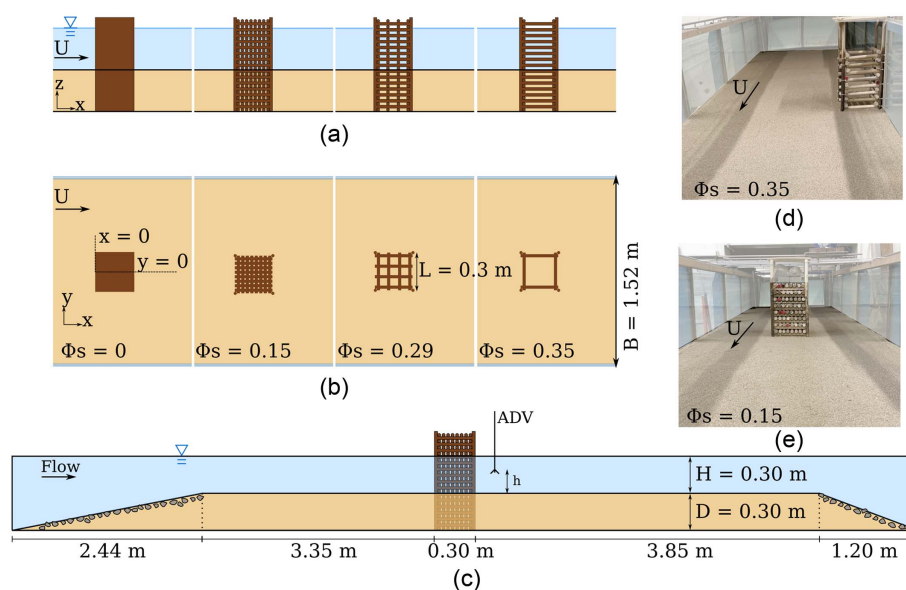 U
z
x
(a)
U
x = 0
y = 0
L = 0.3 m
y
x
Φs = 0
Φs = 0.15
Φs = 0.29
Φs = 0.35
B = 1.52 m
(b)
U
Φs = 0.35
(d)
U
Φs = 0.15
(e)
ADV
Flow
h
H = 0.30 m
D = 0.30 m
2.44 m
3.35 m
0.30 m
3.85 m
1.20 m
(c)